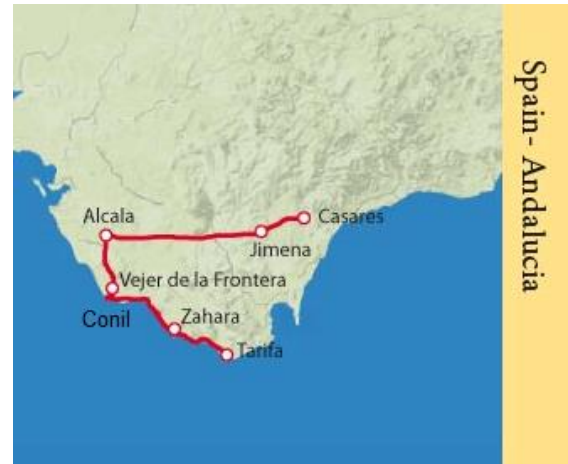 Spain- Andalucia
Alcala
Casares
Jimena
Vejer de la Frontera
Conil
Zahara
Tarifa